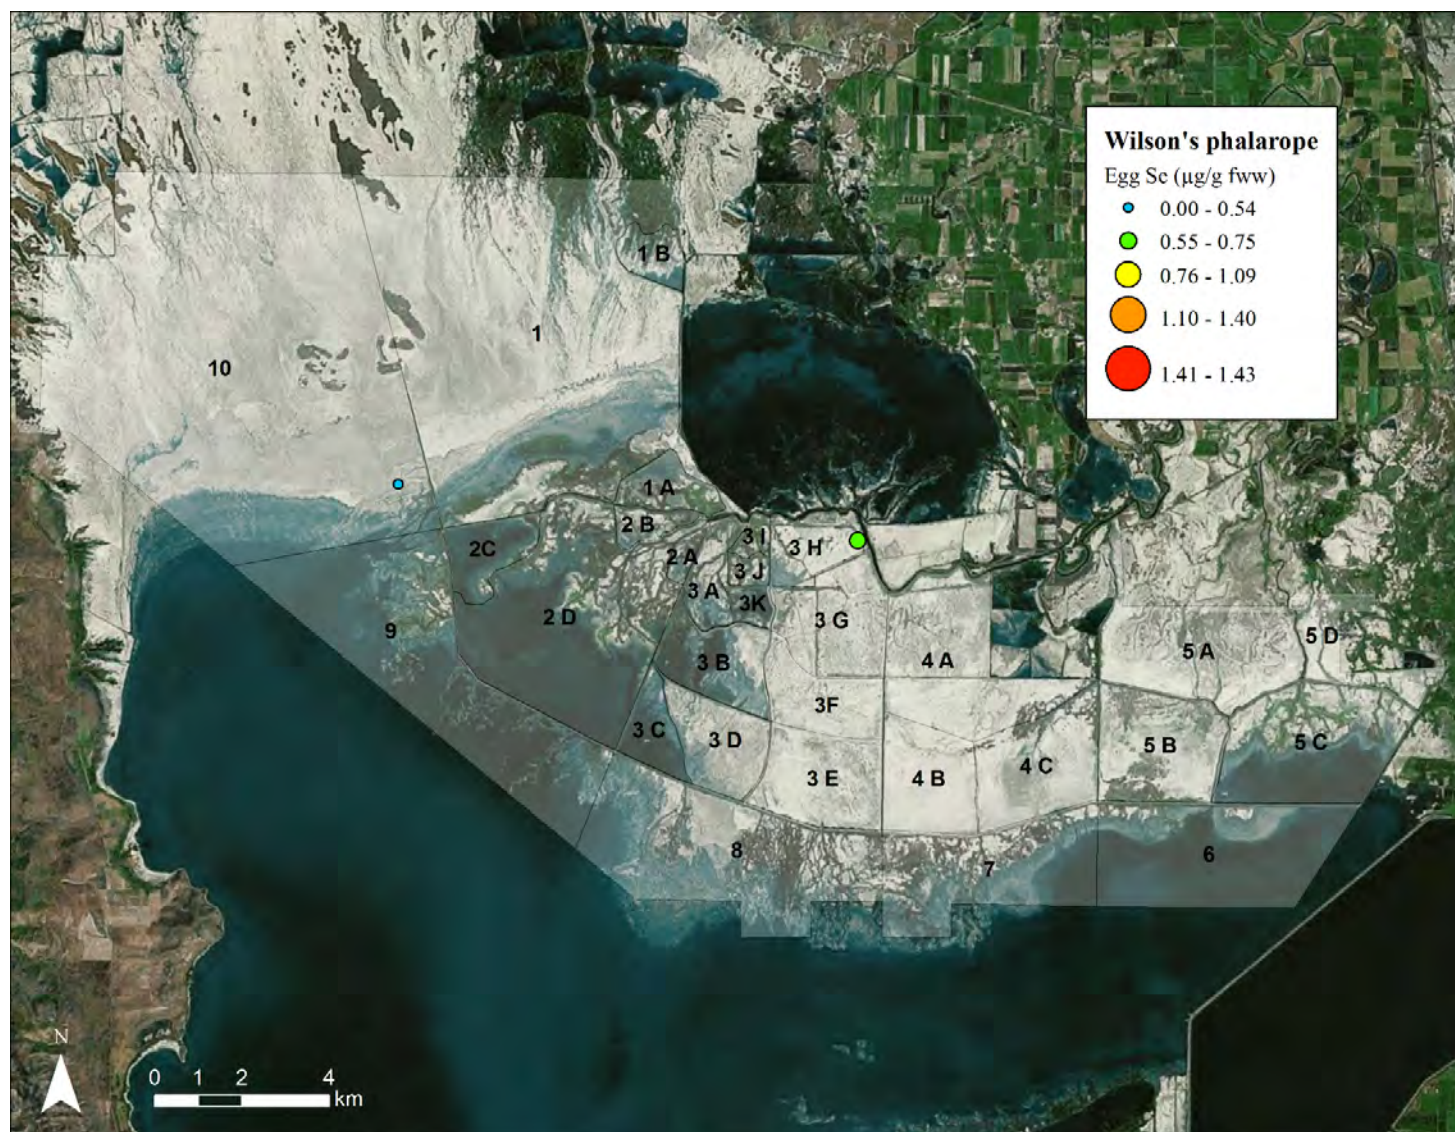 Wilson's phalarope
Egg Se (µg/g fww)
0.00 - 0.54
0.55 - 0.75
0.76 - 1.09
1.10 - 1.40
1.41 - 1.43
1 B
1
10
1 A
2 B
2C
2 A
3 I
3 H
3 J
3 A
3K
2 D
9
3 G
3 B
4 A
5 A
5 D
3F
3 C
3 D
5 B
5 C
3 E
4 B
4 C
8
7
6
N
0 1 2 4
km